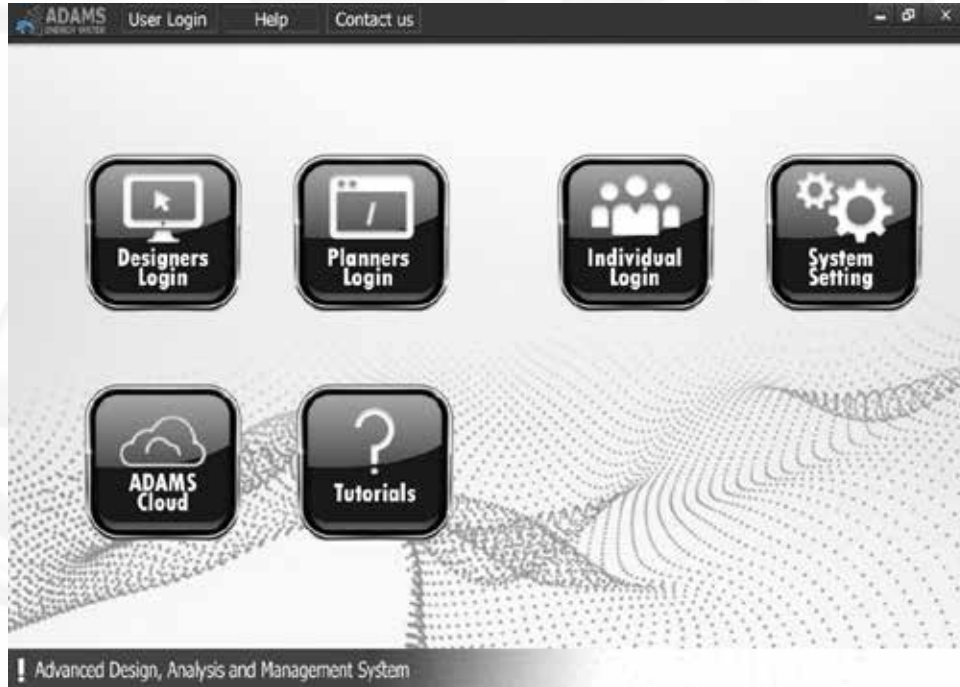 ADAMS User Login Help Contact us
ENERGY SYSTEM
Designers
Login
Planners
Login
Individual
Login
System
Setting
ADAMS
Cloud
Tutorials
Advanced Design, Analysis and Management System